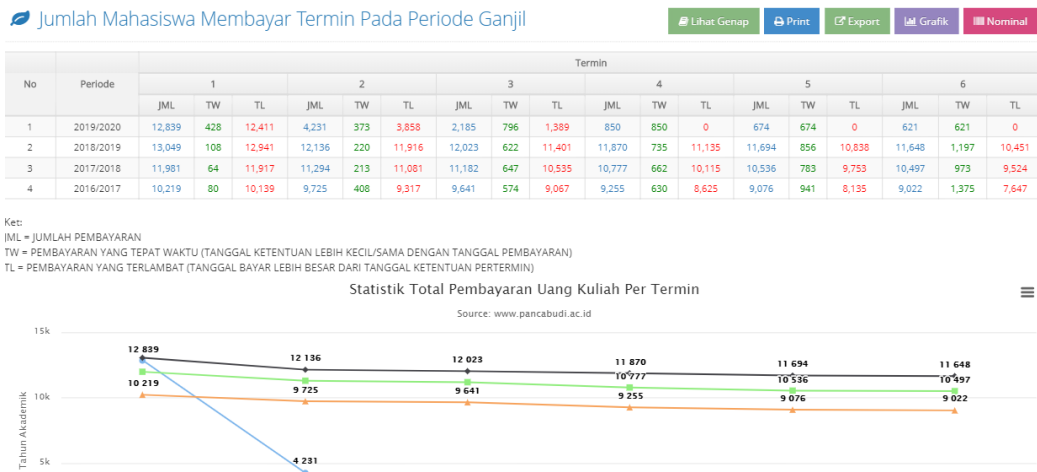 Jumlah Mahasiswa Membayar Termin Pada Periode Ganjil
Lihat Genap Print Export Grafik Nominal
Termin
No Periode 1 2 3 4 5 6
JML TW TL JML TW TL JML TW TL JML TW TL JML TW TL JML TW TL
1 2019/2020 12,839 428 12,411 4,231 373 3,858 2,185 796 1,389 850 850 0 674 674 0 621 621 0
2 2018/2019 13,049 108 12,941 12,136 220 11,916 12,023 622 11,401 11,870 735 11,135 11,694 856 10,838 11,648 1,197 10,451
3 2017/2018 11,981 64 11,917 11,294 213 11,081 11,182 647 10,535 10,777 662 10,115 10,536 783 9,753 10,497 973 9,524
4 2016/2017 10,219 80 10,139 9,725 408 9,317 9,641 574 9,067 9,255 630 8,625 9,076 941 8,135 9,022 1,375 7,647
Ket:
JML = JUMLAH PEMBAYARAN
TW = PEMBAYARAN YANG TEPAT WAKTU (TANGGAL KETENTUAN LEBIH KECIL/SAMA DENGAN TANGGAL PEMBAYARAN)
TL = PEMBAYARAN YANG TERLAMBAT (TANGGAL BAYAR LEBIH BESAR DARI TANGGAL KETENTUAN PERTERMIN)
Statistik Total Pembayaran Uang Kuliah Per Termin
Source: www.pancabudi.ac.id
15k
12 839 12 136 12 023 11 870 11 694 11 648
10 777 10 536 10 497
10 219 9 725 9 641 9 255 9 076 9 022
10k
Tahun Akademik
4 231
5k